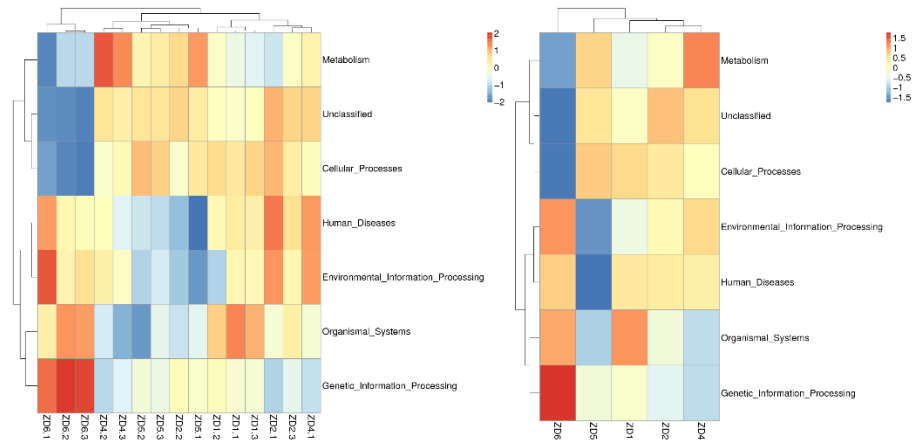 2
1
0
−1
−2
Metabolism
Unclassified
Cellular_Processes
Human_Diseases
Environmental_Information_Processing
Organismal_Systems
Genetic_Information_Processing
ZD6.1
ZD6.2
ZD6.3
ZD4.2
ZD4.3
ZD5.2
ZD5.3
ZD2.2
ZD5.1
ZD1.2
ZD1.1
ZD1.3
ZD2.1
ZD2.3
ZD4.1
1.5
1
0.5
0
−0.5
−1
−1.5
Metabolism
Unclassified
Cellular_Processes
Environmental_Information_Processing
Human_Diseases
Organismal_Systems
Genetic_Information_Processing
ZD6
ZD5
ZD1
ZD2
ZD4